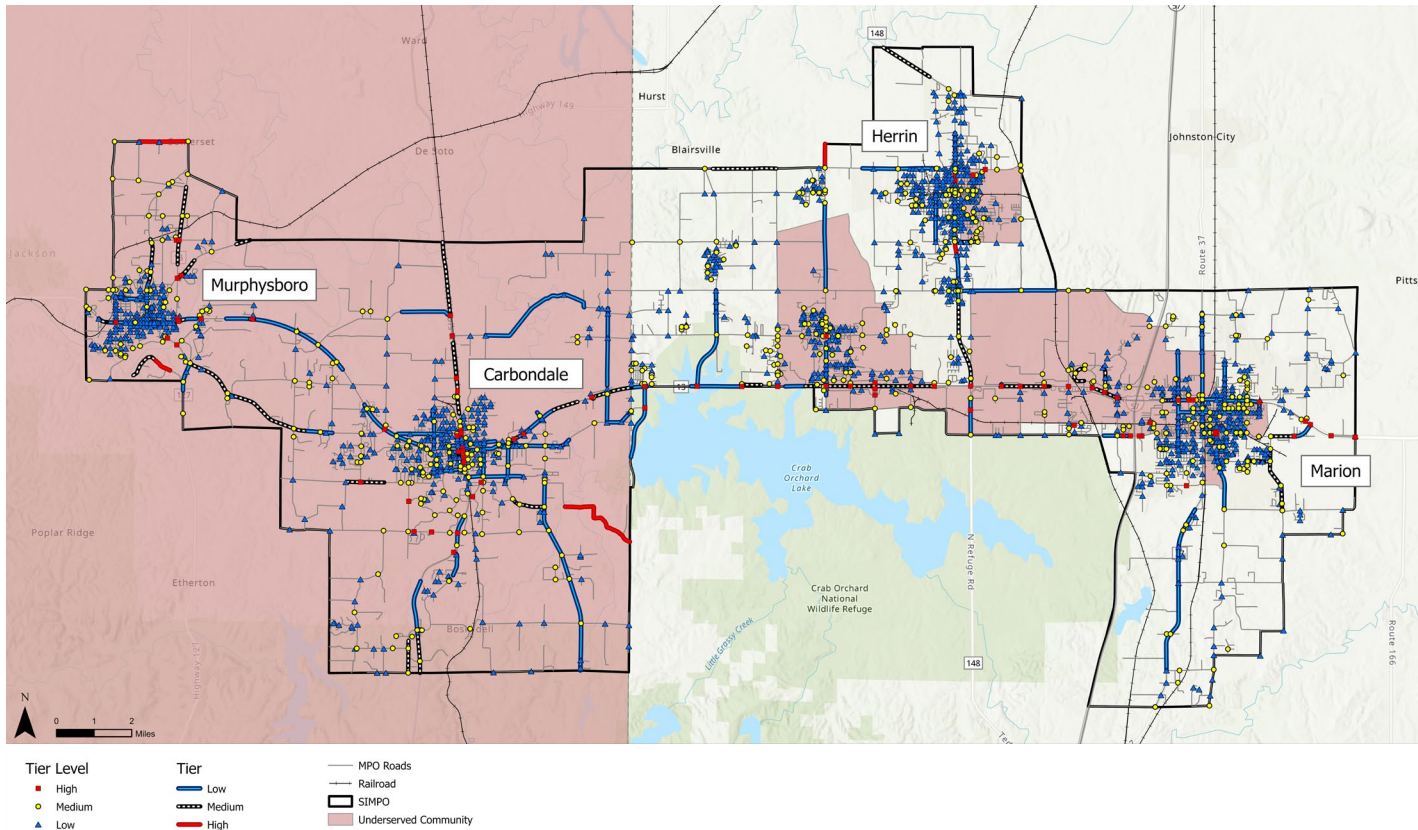 148
Ward
Hurst
Highway 149
Herrin
Johnston City
Blairsville
De Soto
Jackson
Route 37
Murphysboro
Pitts
Carbondale
13
127
Crab
Orchard
Lake
Marion
Poplar Ridge
N Refuge Rd
Etherton
Crab Orchard
National
Wildlife Refuge
Little Grassy Creek
Route 166
148
Highway 127
N
0 1 2
Miles
Tier Level
High
Medium
Low
Tier
Low
Medium
High
MPO Roads
Railroad
SIMPO
Underserved Community